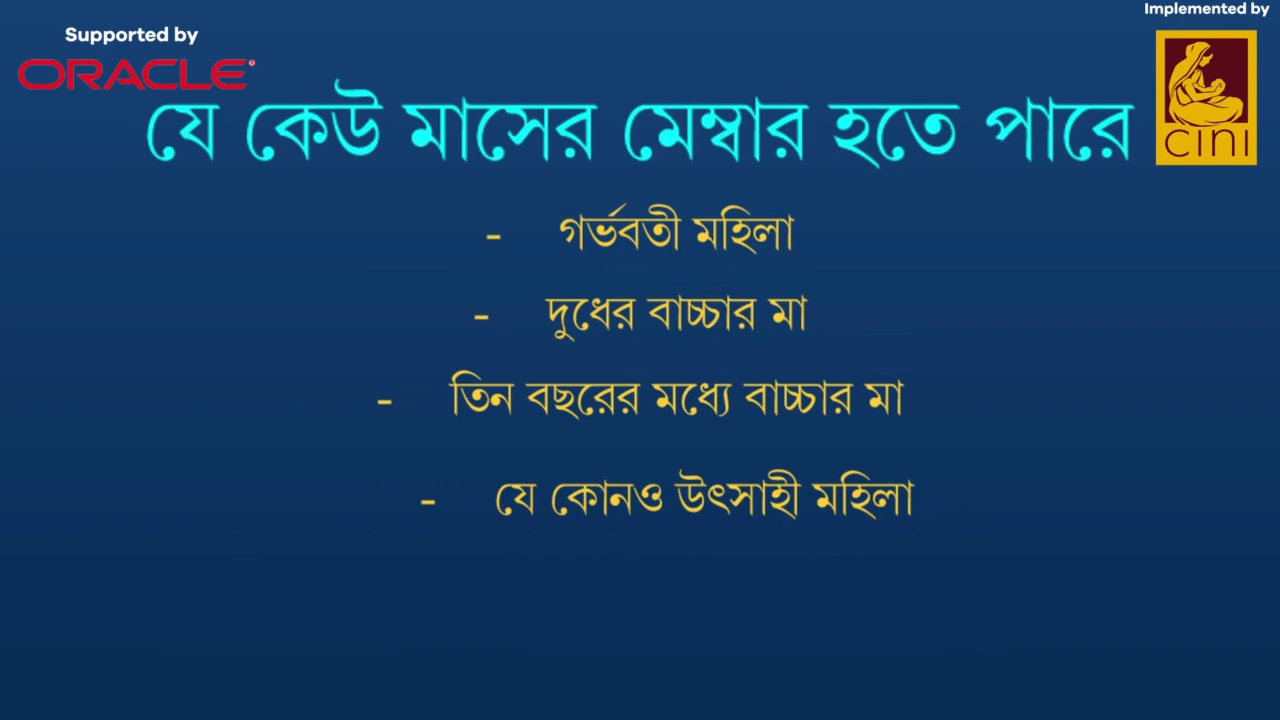 Implemented by
Supported by
ORACLE
যে কেউ মাসের মেম্বার হতে পারে
CINI
- গর্ভবতী মহিলা
- দুধের বাচ্চার মা
- তিন বছরের মধ্যে বাচ্চার মা
- যে কোনও উৎসাহী মহিলা